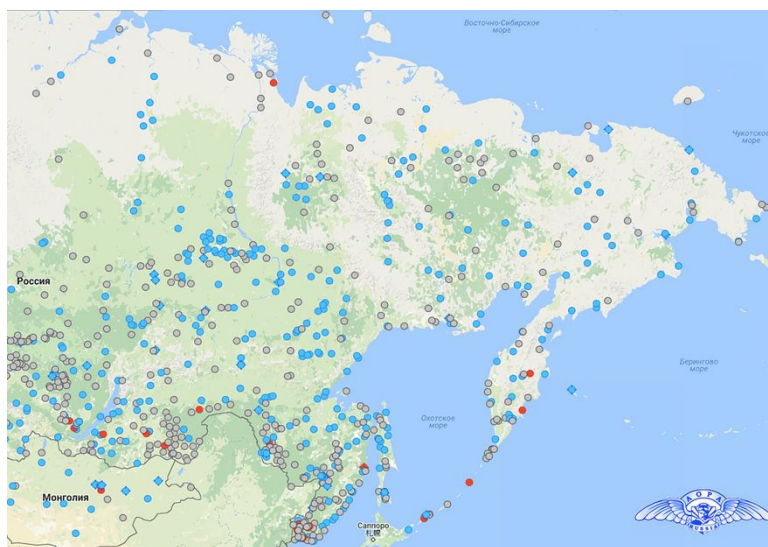 Восточно-Сибирское
море
Чукотское
море
Россия
Берингово
море
Охотское
море
Монголия
AOPA
RUSSIA
Саппоро
札幌